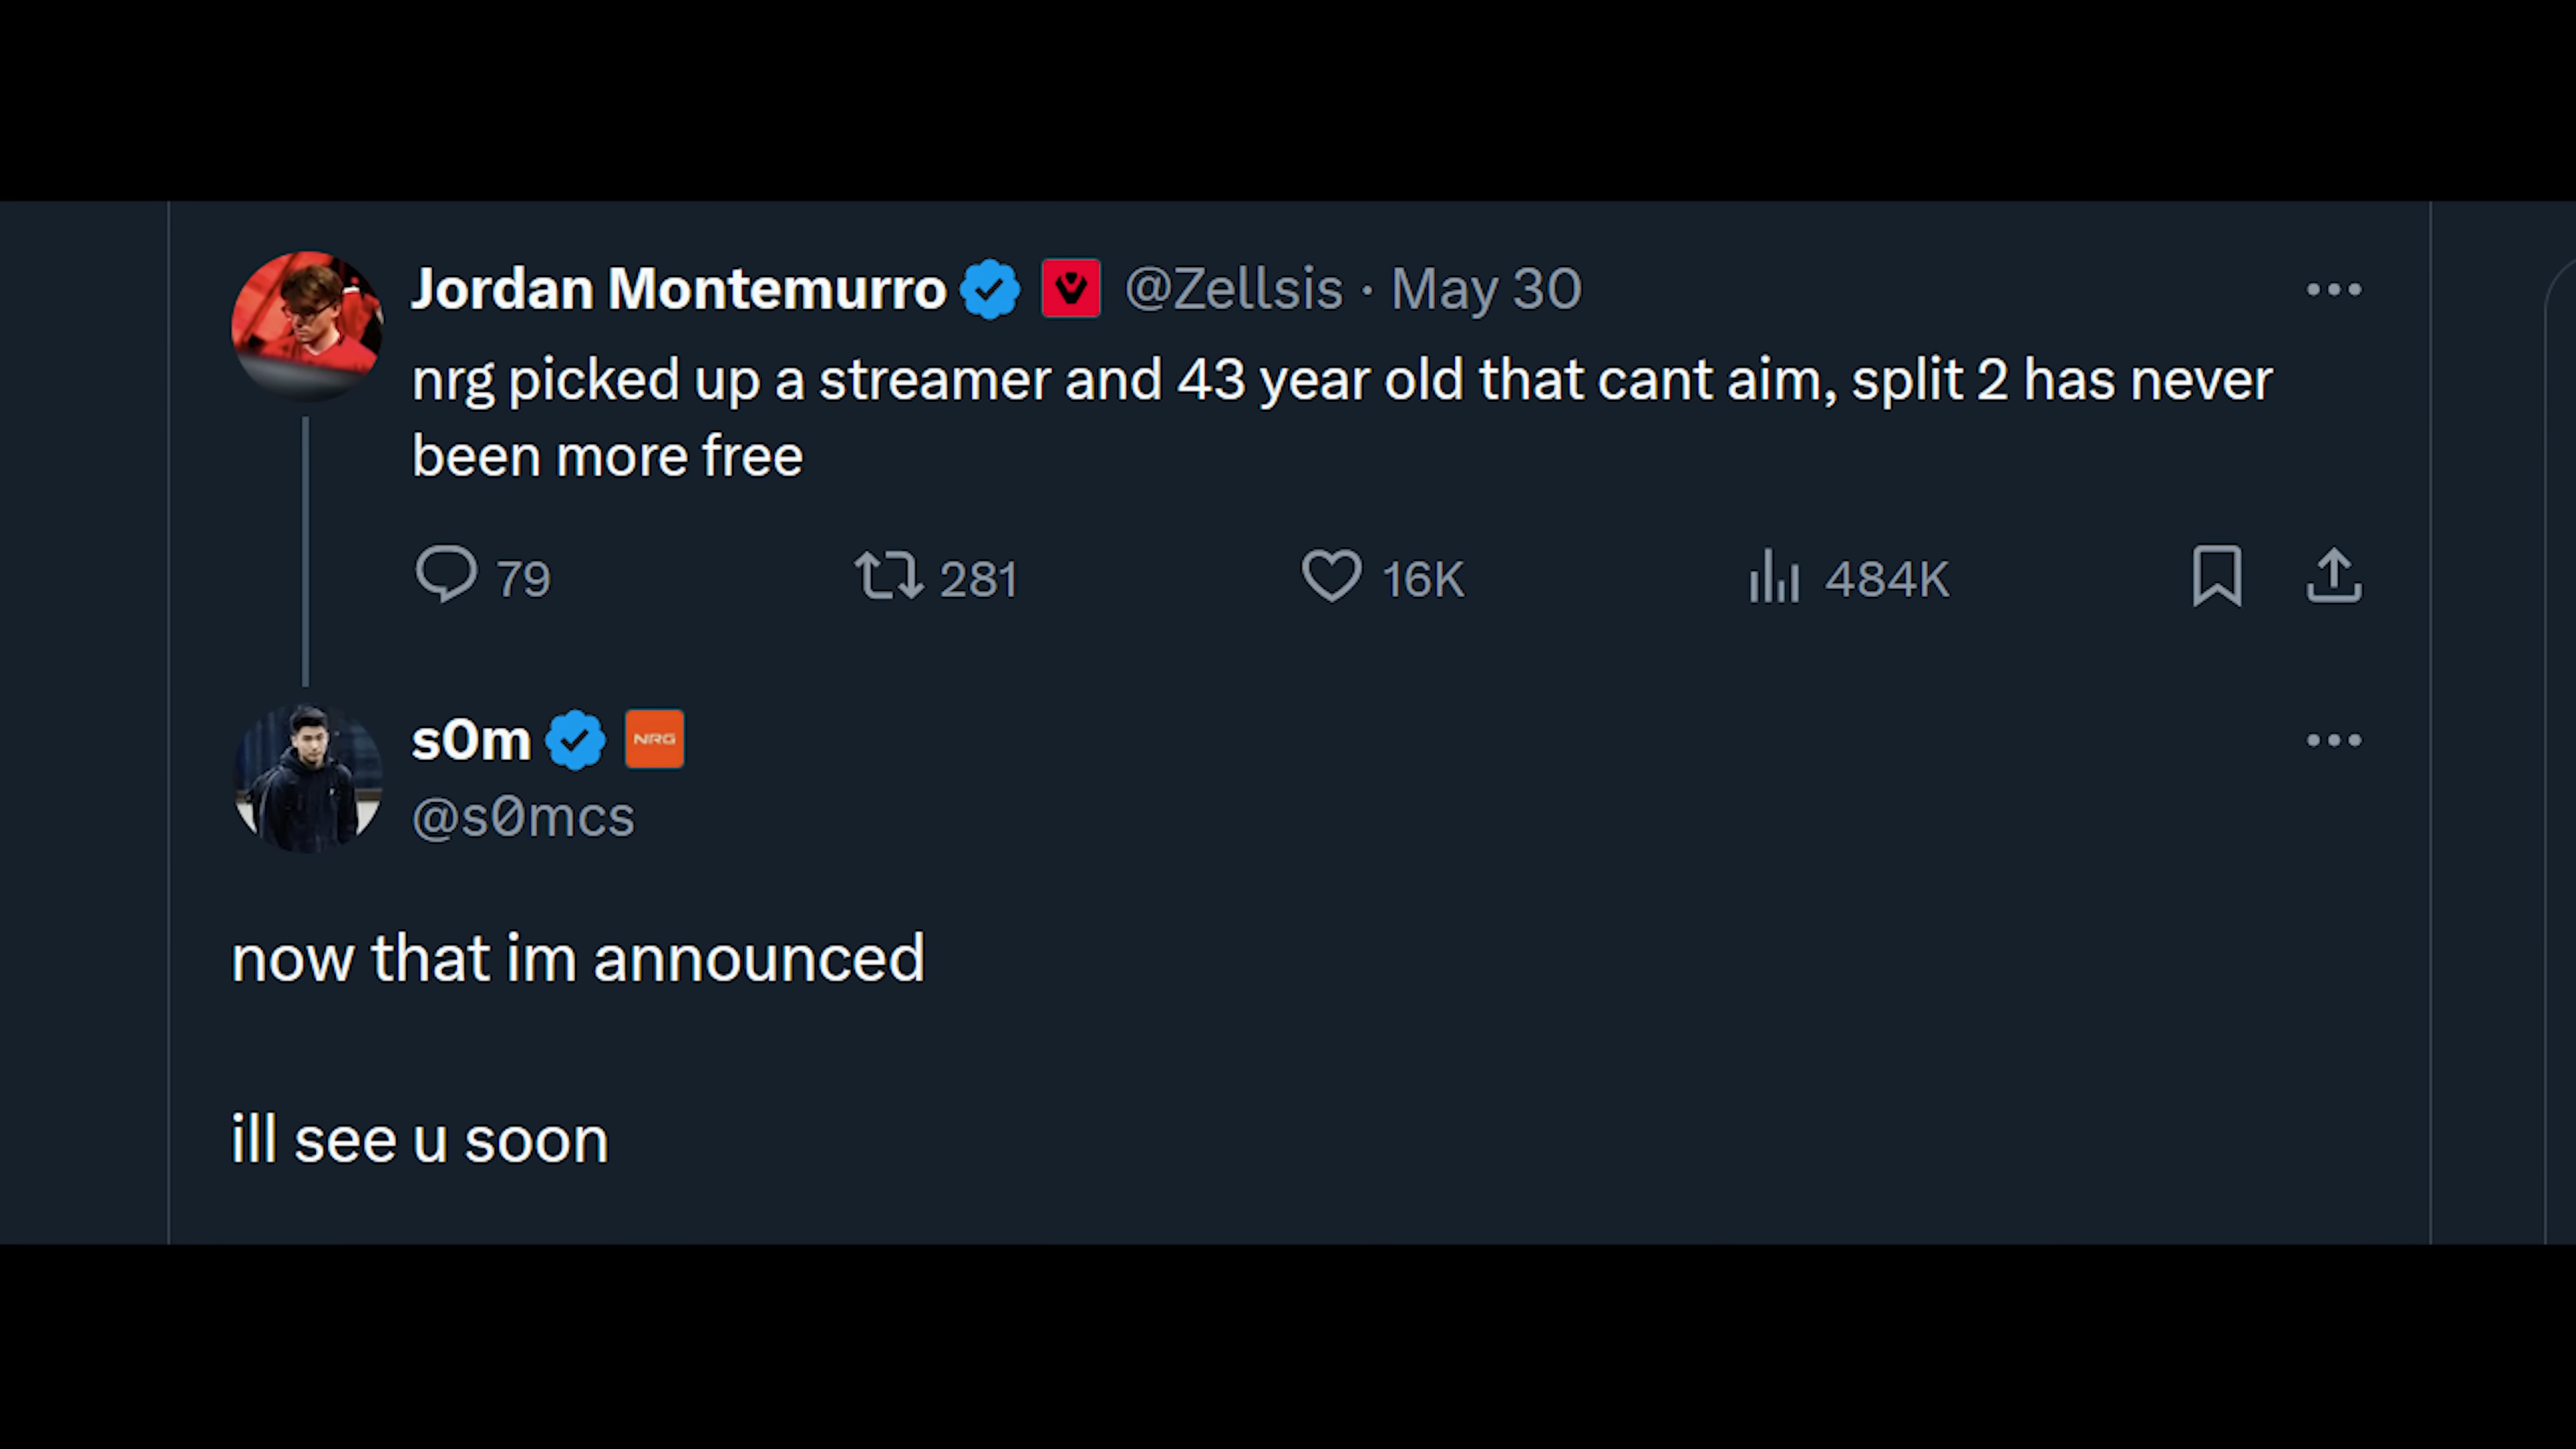 Jordan Montemurro @Zellsis · May 30
nrg picked up a streamer and 43 year old that cant aim, split 2 has never
been more free
79 281 16K 484K
s0m NRG
@s0mcs
now that im announced
ill see u soon